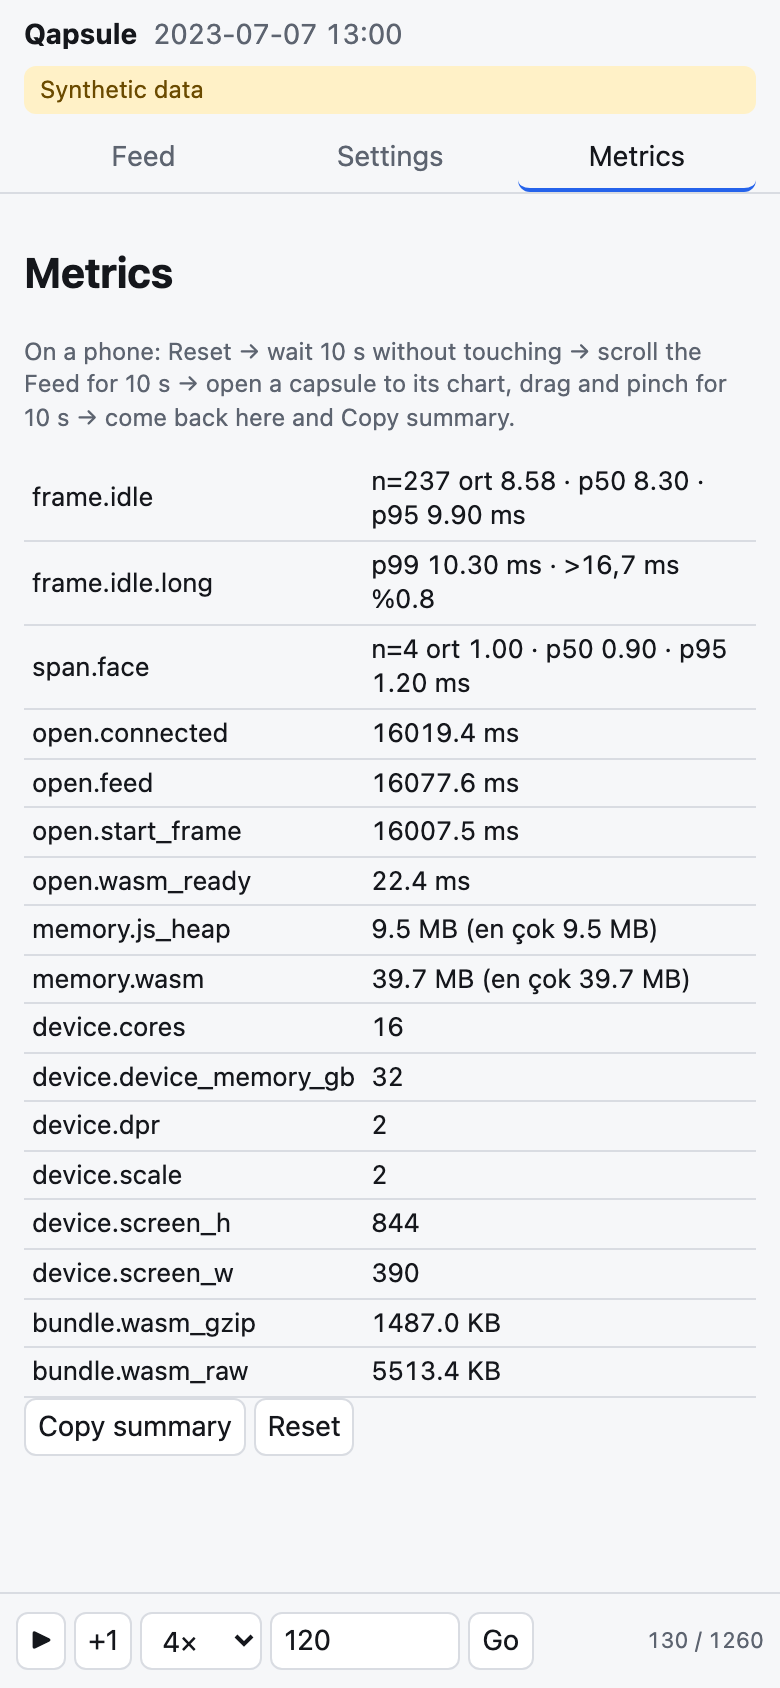 Qapsule 2023-07-07 13:00
Synthetic data
Feed Settings Metrics
Metrics
On a phone: Reset → wait 10 s without touching → scroll the
Feed for 10 s → open a capsule to its chart, drag and pinch for
10 s → come back here and Copy summary.
frame.idle n=237 ort 8.58 · p50 8.30 ·
p95 9.90 ms
frame.idle.long p99 10.30 ms · >16,7 ms
%0.8
span.face n=4 ort 1.00 · p50 0.90 · p95
1.20 ms
open.connected 16019.4 ms
open.feed 16077.6 ms
open.start_frame 16007.5 ms
open.wasm_ready 22.4 ms
memory.js_heap 9.5 MB (en çok 9.5 MB)
memory.wasm 39.7 MB (en çok 39.7 MB)
device.cores 16
device.device_memory_gb 32
device.dpr 2
device.scale 2
device.screen_h 844
device.screen_w 390
bundle.wasm_gzip 1487.0 KB
bundle.wasm_raw 5513.4 KB
Copy summary Reset
▶ +1 4× 120 Go 130 / 1260